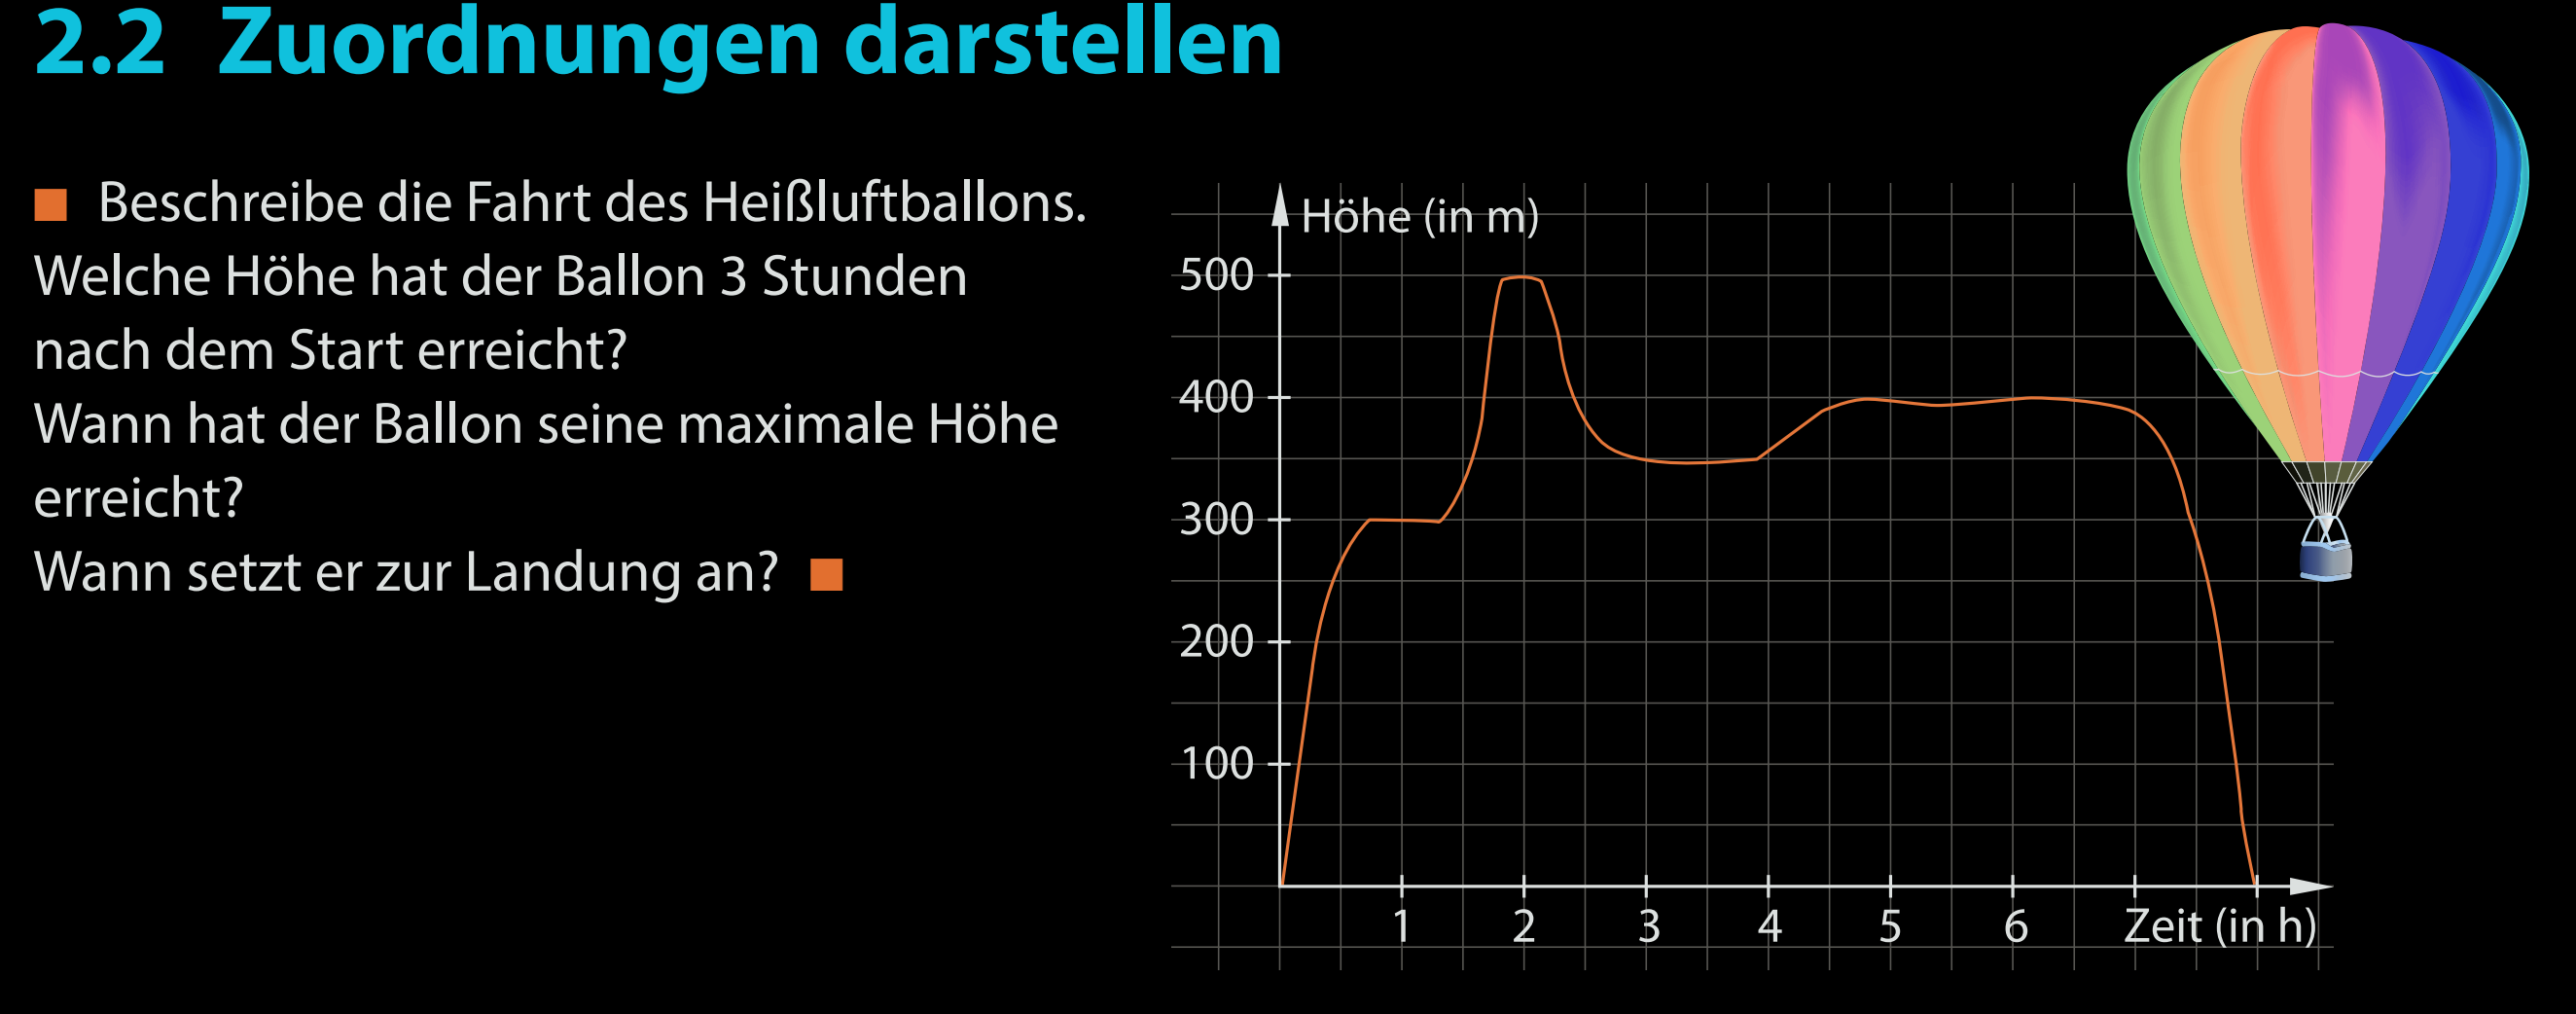 2.2 Zuordnungen darstellen
Beschreibe die Fahrt des Heißluftballons.
Welche Höhe hat der Ballon 3 Stunden
nach dem Start erreicht?
Wann hat der Ballon seine maximale Höhe
erreicht?
Wann setzt er zur Landung an?
Höhe (in m)
500
400
300
200
100
1 2 3 4 5 6 Zeit (in h)